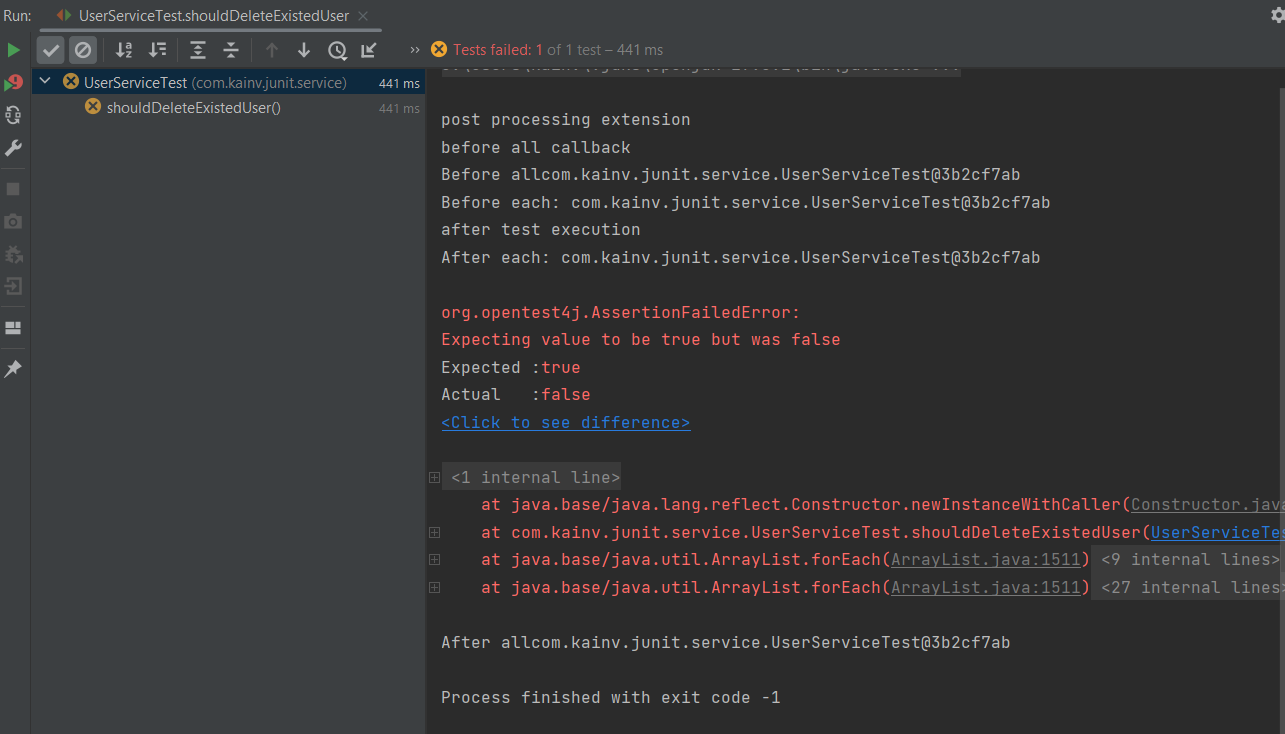 Run: UserServiceTest.shouldDeleteExistedUser
Tests failed: 1 of 1 test – 441 ms
UserServiceTest (com.kainv.junit.service) 441 ms
shouldDeleteExistedUser() 441 ms
post processing extension
before all callback
Before allcom.kainv.junit.service.UserServiceTest@3b2cf7ab
Before each: com.kainv.junit.service.UserServiceTest@3b2cf7ab
after test execution
After each: com.kainv.junit.service.UserServiceTest@3b2cf7ab
org.opentest4j.AssertionFailedError:
Expecting value to be true but was false
Expected :true
Actual   :false
<Click to see difference>
<1 internal line>
at java.base/java.lang.reflect.Constructor.newInstanceWithCaller(Constructor.java
at com.kainv.junit.service.UserServiceTest.shouldDeleteExistedUser(UserServiceTes
at java.base/java.util.ArrayList.forEach(ArrayList.java:1511) <9 internal lines>
at java.base/java.util.ArrayList.forEach(ArrayList.java:1511) <27 internal lines>
After allcom.kainv.junit.service.UserServiceTest@3b2cf7ab
Process finished with exit code -1